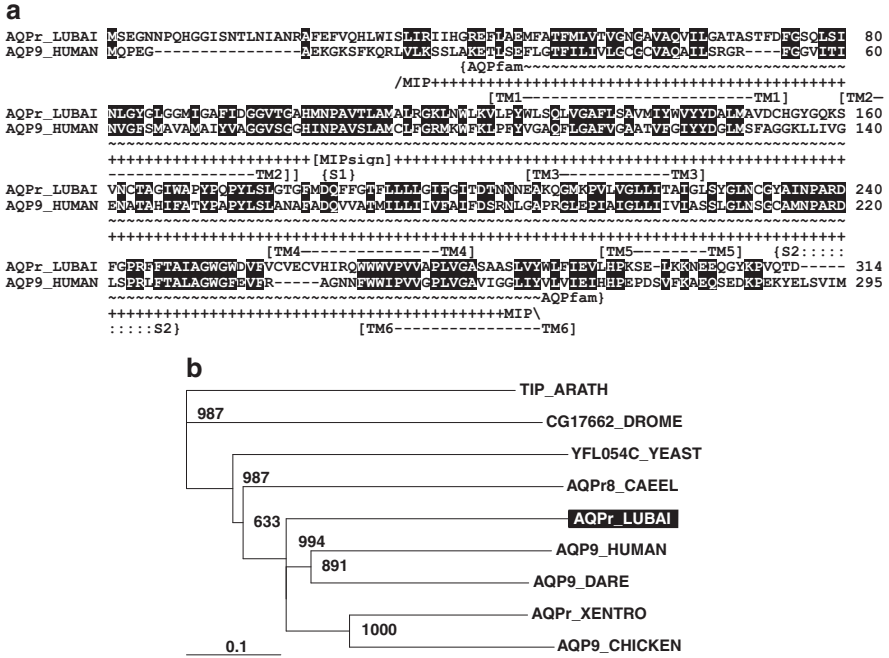 a
AQPr_LUBAI MSEGNNPQHGGISNTLNIANRAFEFVQHLWISLIRIIHGREFLAEMFATFMLVTVGNGAVAQVILGATASTFDFGSQLSI 80
AQP9_HUMAN MQPEG---------------AEKGKSFKQRLVLKSSLAKETLSEFLGTFILIVLGCGCVAQAILSRGR----FGGVITI 60
{AQPfam~~~~~~~~~~~~~~~~~~~~~~~~~~~~~~~~~~
/MIP+++++++++++++++++++++++++++++++++++++++++++
[TM1-------------------------TM1] [TM2—
AQPr_LUBAI NLGYGLGGMIGAFIDGGVTGAHMNPAVTLAMALRGKLNWLKVLPYWLSQLVGAFLSAVMIYWVYYDALMAVDCHGYGQKS 160
AQP9_HUMAN NVGFSMAVAMAIYVAGGVSGGHINPAVSLAMCLFGRMKWFKLPFYVGAQFLGAFVGAATVFGIYYDGLMSFAGGKLLIVG 140
~~~~~~~~~~~~~~~~~~~~~~~~~~~~~~~~~~~~~~~~~~~~~~~~~~~~~~~~~~~~~~~~~~~~~~~~~~~~~~~~
++++++++++++++++++++++[MIPsign]++++++++++++++++++++++++++++++++++++++++++++++++
----------------TM2]] {S1} [TM3------------TM3]
AQPr_LUBAI VNCTAGIWAPYPQPYLSLGTGFMDQFFGTFLLLLGIFGITDTNNNEAKQGMKPVLVGLLITAIGLSYGLNCGYAINPARD 240
AQP9_HUMAN ENATAHIFATYPAPYLSLANAFADQVVATMILLIIVFAIFDSRNLGAPRGLEPIAIGLLIIVIASSLGLNSGCAMNPARD 220
~~~~~~~~~~~~~~~~~~~~~~~~~~~~~~~~~~~~~~~~~~~~~~~~~~~~~~~~~~~~~~~~~~~~~~~~~~~~~~~~
++++++++++++++++++++++++++++++++++++++++++++++++++++++++++++++++++++++++++++++++
[TM4---------------TM4] [TM5--------TM5] {S2:::::
AQPr_LUBAI FGPRFFTAIAGWGWDVFVCVECVHIRQWWWVPVVAPLVGASAASLVYWLFIEVLHPKSE-LKKNEEQGYKPVQTD----- 314
AQP9_HUMAN LSPRLFTALAGWGFEVFR-----AGNNFWWIPVVGPLVGAVIGGLIYVLVIEIHHPEPDSVFKAEQSEDKPEKYELSVIM 295
~~~~~~~~~~~~~~~~~~~~~~~~~~~~~~~~~~~~~~~~~~~~~~~AQPfam}
+++++++++++++++++++++++++++++++++++++++++++MIP\
:::::S2} [TM6----------------TM6]
b
TIP_ARATH
987
CG17662_DROME
YFL054C_YEAST
987
AQPr8_CAEEL
633
AQPr_LUBAI
994
AQP9_HUMAN
891
AQP9_DARE
AQPr_XENTRO
1000
AQP9_CHICKEN
0.1